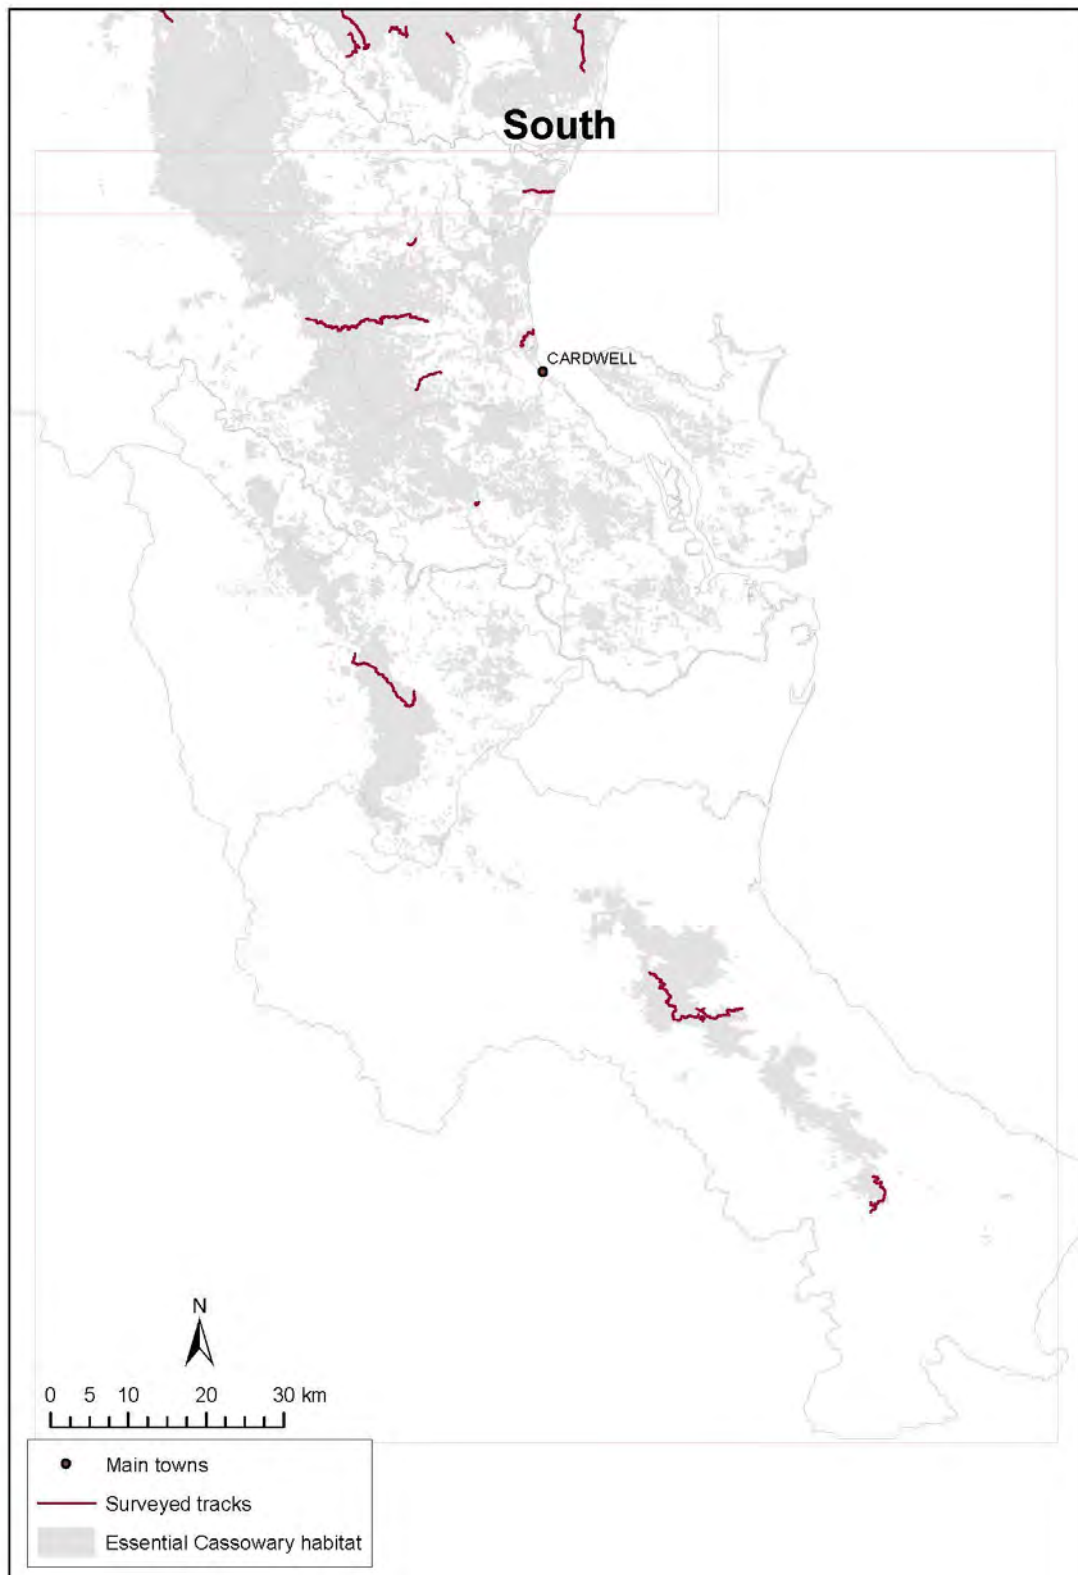 South
CARDWELL
N
0 5 10 20 30 km
Main towns
Surveyed tracks
Essential Cassowary habitat